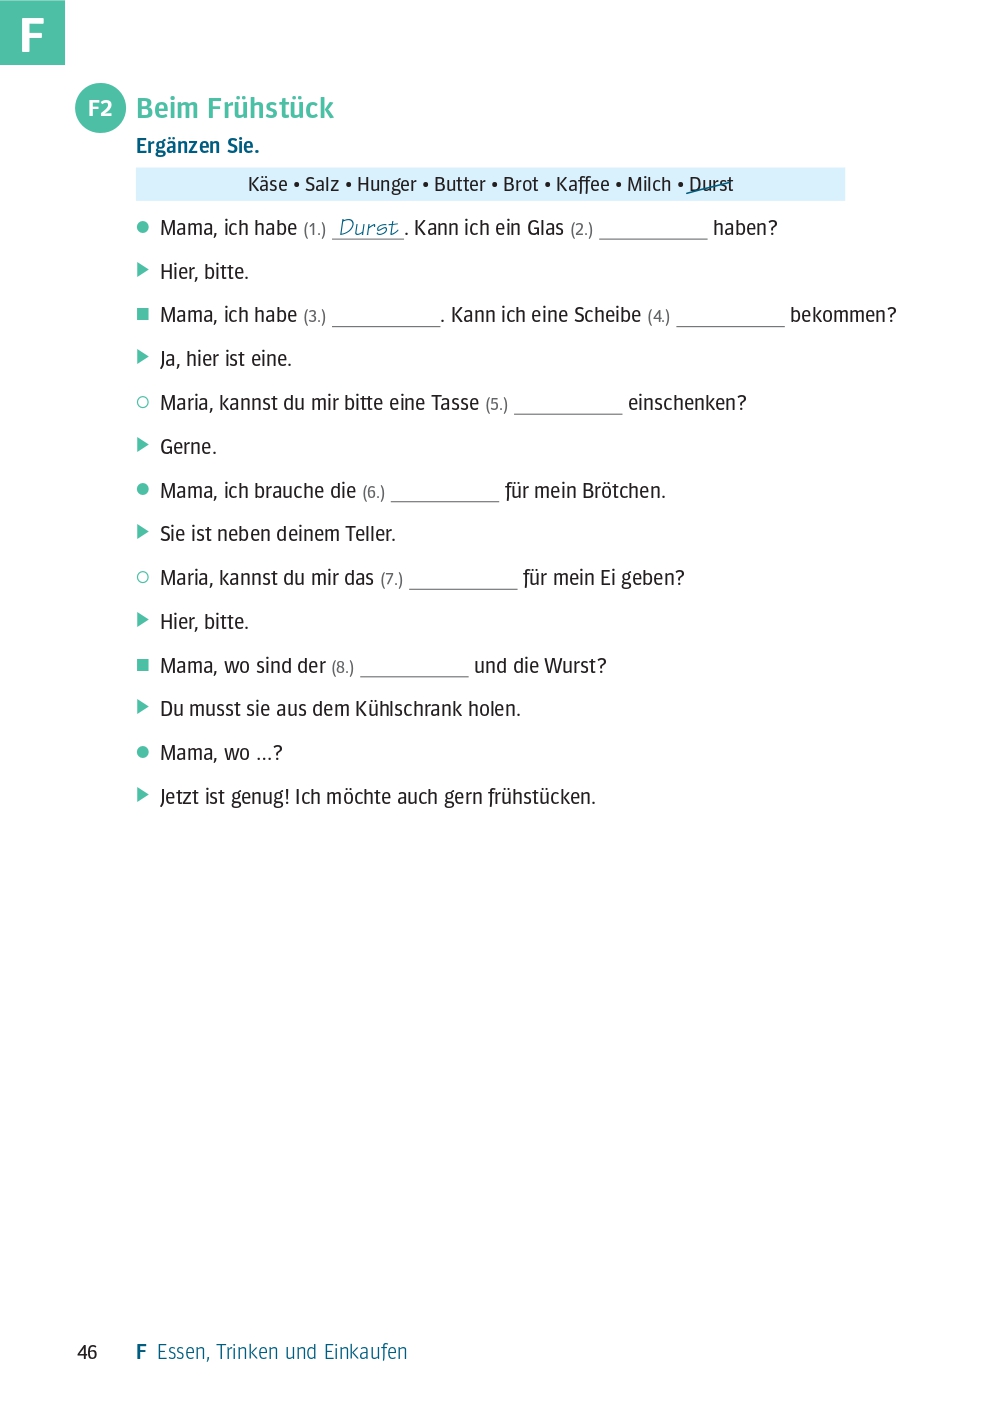 F
F2 Beim Frühstück
Ergänzen Sie.
Käse • Salz • Hunger • Butter • Brot • Kaffee • Milch • Durst
● Mama, ich habe (1.) Durst. Kann ich ein Glas (2.) __________ haben?
▶ Hier, bitte.
■ Mama, ich habe (3.) __________. Kann ich eine Scheibe (4.) __________ bekommen?
▶ Ja, hier ist eine.
○ Maria, kannst du mir bitte eine Tasse (5.) __________ einschenken?
▶ Gerne.
● Mama, ich brauche die (6.) __________ für mein Brötchen.
▶ Sie ist neben deinem Teller.
○ Maria, kannst du mir das (7.) __________ für mein Ei geben?
▶ Hier, bitte.
■ Mama, wo sind der (8.) __________ und die Wurst?
▶ Du musst sie aus dem Kühlschrank holen.
● Mama, wo ...?
▶ Jetzt ist genug! Ich möchte auch gern frühstücken.
46 F Essen, Trinken und Einkaufen